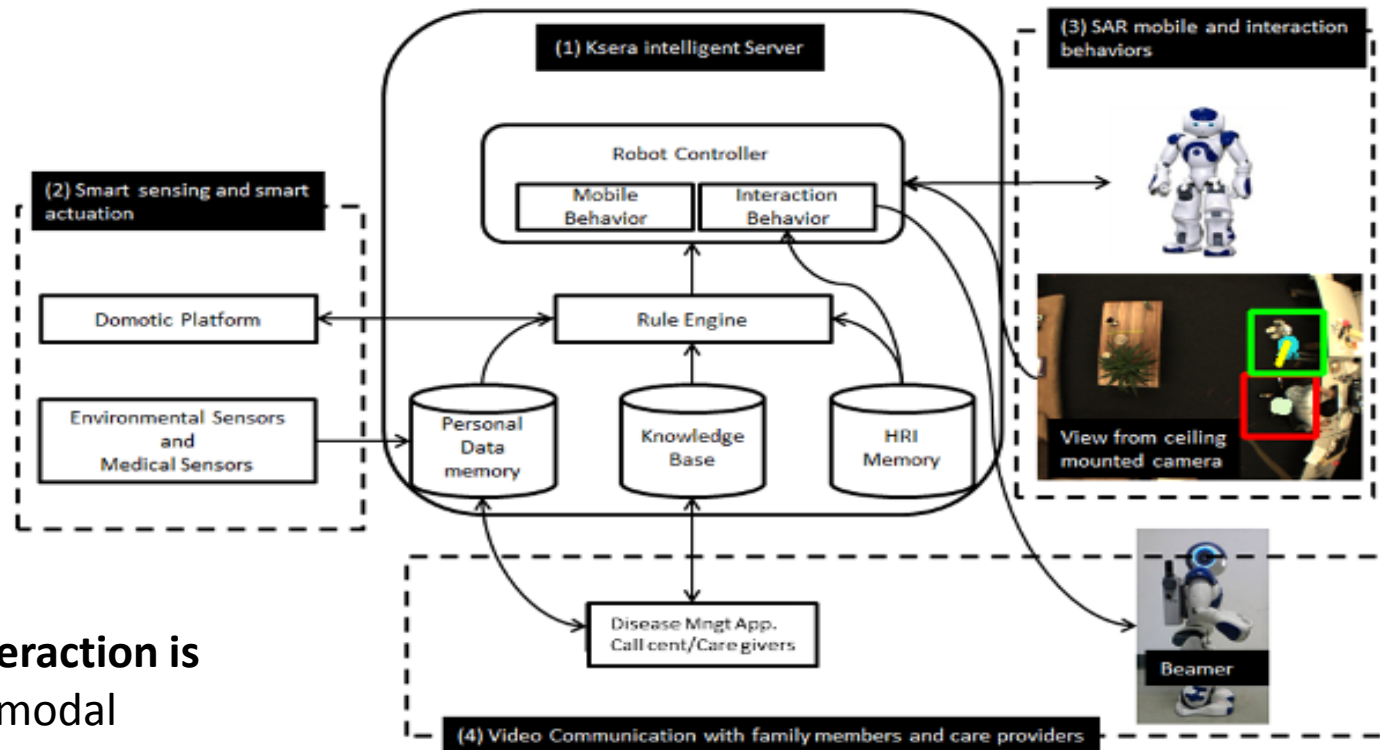 (1) Ksera intelligent Server
(3) SAR mobile and interaction
behaviors
Robot Controller
Mobile
Behavior
Interaction
Behavior
(2) Smart sensing and smart
actuation
Domotic Platform
Rule Engine
Environmental Sensors
and
Medical Sensors
Personal
Data
memory
Knowledge
Base
HRI
Memory
View from ceiling
mounted camera
Disease Mngt App.
Call cent/Care givers
Beamer
eraction is
modal
(4) Video Communication with family members and care providers